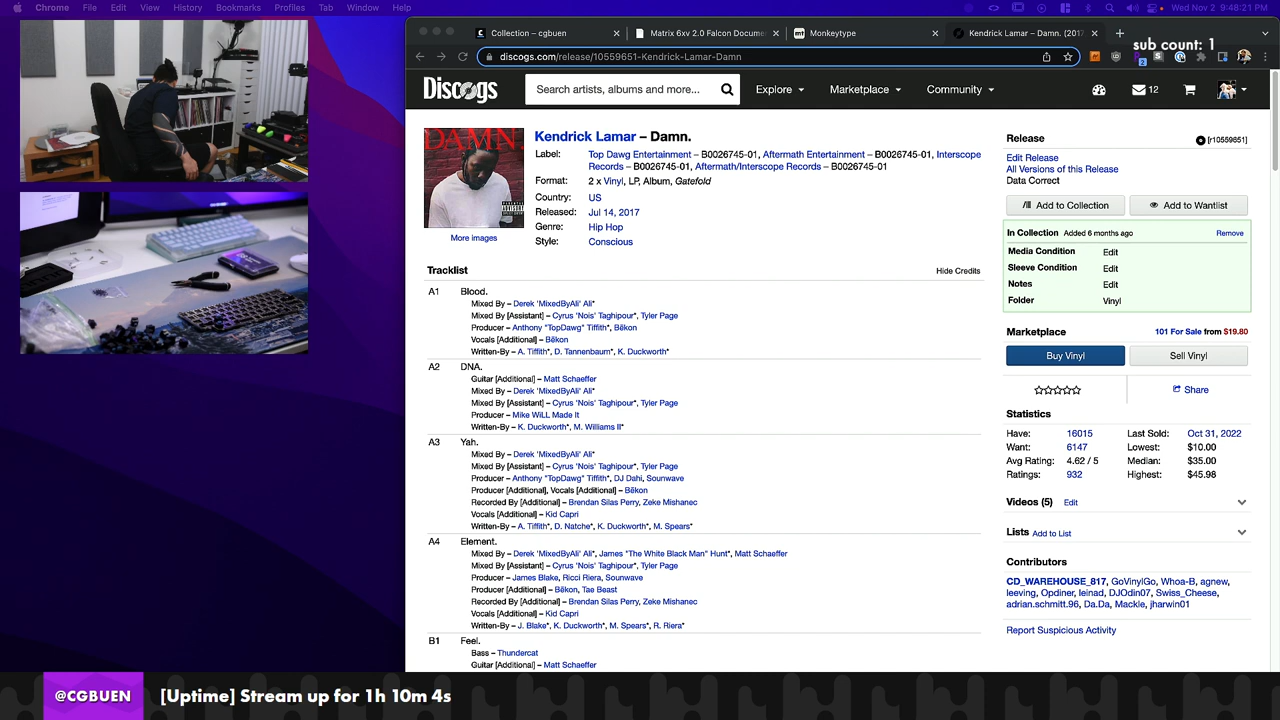 Chrome File Edit View History Bookmarks Profiles Tab Window Help
Wed Nov 2 9:48:21 PM
Collection – cgbuen
Matrix 6xv 2.0 Falcon Docume
Monkeytype
Kendrick Lamar – Damn. (2017
sub count: 1
discogs.com/release/10559651-Kendrick-Lamar-Damn
Discogs
Search artists, albums and more...
Explore
Marketplace
Community
12
DAMN.
More images
Kendrick Lamar – Damn.
Label: Top Dawg Entertainment – B0026745-01, Aftermath Entertainment – B0026745-01, Interscope
Records – B0026745-01, Aftermath/Interscope Records – B0026745-01
Format: 2 x Vinyl, LP, Album, Gatefold
Country: US
Released: Jul 14, 2017
Genre: Hip Hop
Style: Conscious
Tracklist
Hide Credits
A1 Blood.
Mixed By – Derek 'MixedByAli' Ali*
Mixed By [Assistant] – Cyrus 'Nois' Taghipour*, Tyler Page
Producer – Anthony "TopDawg" Tiffith*, Bēkon
Vocals [Additional] – Bēkon
Written-By – A. Tiffith*, D. Tannenbaum*, K. Duckworth*
A2 DNA.
Guitar [Additional] – Matt Schaeffer
Mixed By – Derek 'MixedByAli' Ali*
Mixed By [Assistant] – Cyrus 'Nois' Taghipour*, Tyler Page
Producer – Mike WiLL Made It
Written-By – K. Duckworth*, M. Williams II*
A3 Yah.
Mixed By – Derek 'MixedByAli' Ali*
Mixed By [Assistant] – Cyrus 'Nois' Taghipour*, Tyler Page
Producer – Anthony "TopDawg" Tiffith*, DJ Dahi, Sounwave
Producer [Additional], Vocals [Additional] – Bēkon
Recorded By [Additional] – Brendan Silas Perry, Zeke Mishanec
Vocals [Additional] – Kid Capri
Written-By – A. Tiffith*, D. Natche*, K. Duckworth*, M. Spears*
A4 Element.
Mixed By – Derek 'MixedByAli' Ali*, James "The White Black Man" Hunt*, Matt Schaeffer
Mixed By [Assistant] – Cyrus 'Nois' Taghipour*, Tyler Page
Producer – James Blake, Ricci Riera, Sounwave
Producer [Additional] – Bēkon, Tae Beast
Recorded By [Additional] – Brendan Silas Perry, Zeke Mishanec
Vocals [Additional] – Kid Capri
Written-By – J. Blake*, K. Duckworth*, M. Spears*, R. Riera*
B1 Feel.
Bass – Thundercat
Guitar [Additional] – Matt Schaeffer
Release
[r10559651]
Edit Release
All Versions of this Release
Data Correct
Add to Collection
Add to Wantlist
In Collection Added 6 months ago Remove
Media Condition Edit
Sleeve Condition Edit
Notes Edit
Folder Vinyl
Marketplace 101 For Sale from $19.80
Buy Vinyl
Sell Vinyl
Share
Statistics
Have: 16015 Last Sold: Oct 31, 2022
Want: 6147 Lowest: $10.00
Avg Rating: 4.62 / 5 Median: $35.00
Ratings: 932 Highest: $45.98
Videos (5) Edit
Lists Add to List
Contributors
CD_WAREHOUSE_817, GoVinylGo, Whoa-B, agnew,
leeving, Opdiner, leinad, DJOdin07, Swiss_Cheese,
adrian.schmitt.96, Da.Da, Mackle, jharwin01
Report Suspicious Activity
@CGBUEN
[Uptime] Stream up for 1h 10m 4s